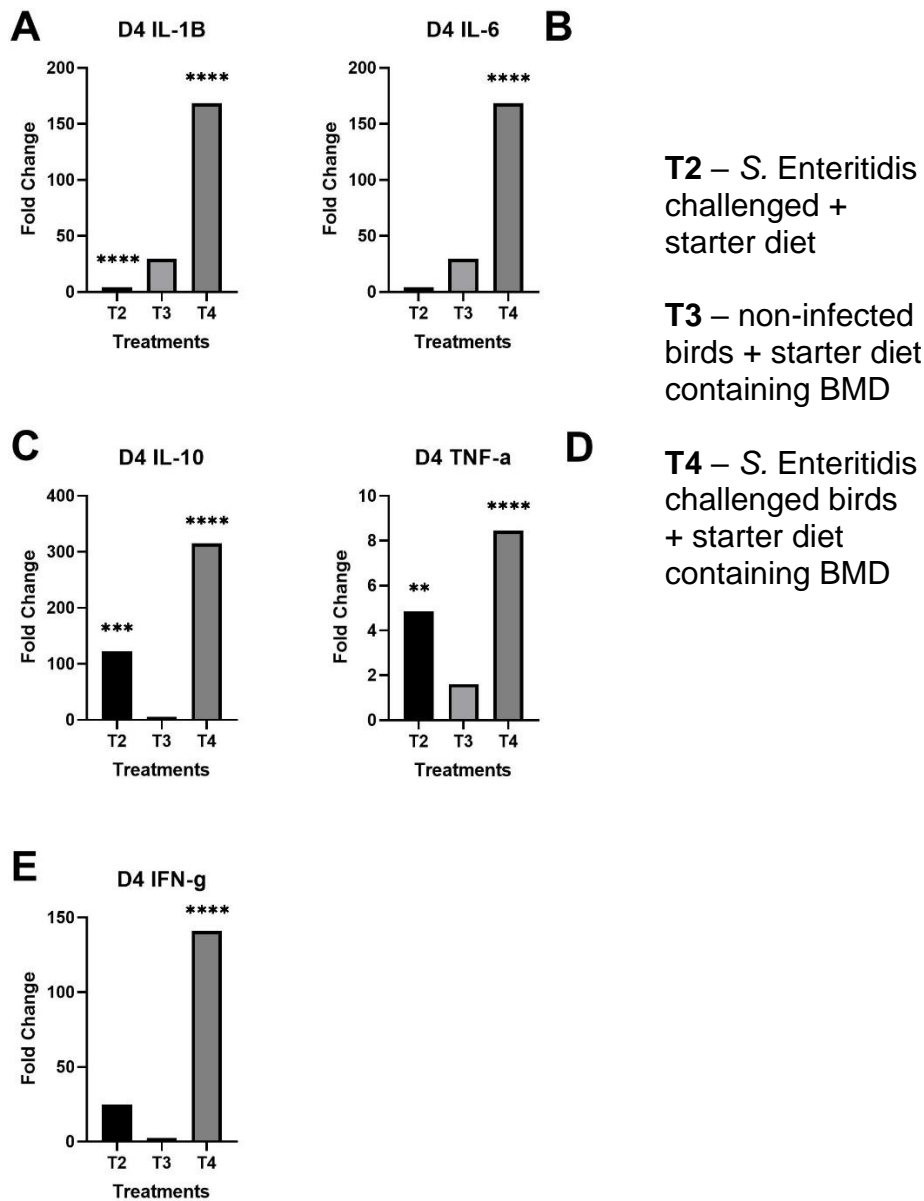 A
D4 IL-1B
Fold Change
200
150
100
50
0
****
****
T2 T3 T4
Treatments
D4 IL-6
B
Fold Change
200
150
100
50
0
****
T2 T3 T4
Treatments
T2 – S. Enteritidis
challenged +
starter diet
T3 – non-infected
birds + starter diet
containing BMD
T4 – S. Enteritidis
challenged birds
+ starter diet
containing BMD
C
D4 IL-10
Fold Change
400
300
200
100
0
***
****
T2 T3 T4
Treatments
D4 TNF-a
D
Fold Change
10
8
6
4
2
0
**
****
T2 T3 T4
Treatments
E
D4 IFN-g
Fold Change
150
100
50
0
****
T2 T3 T4
Treatments